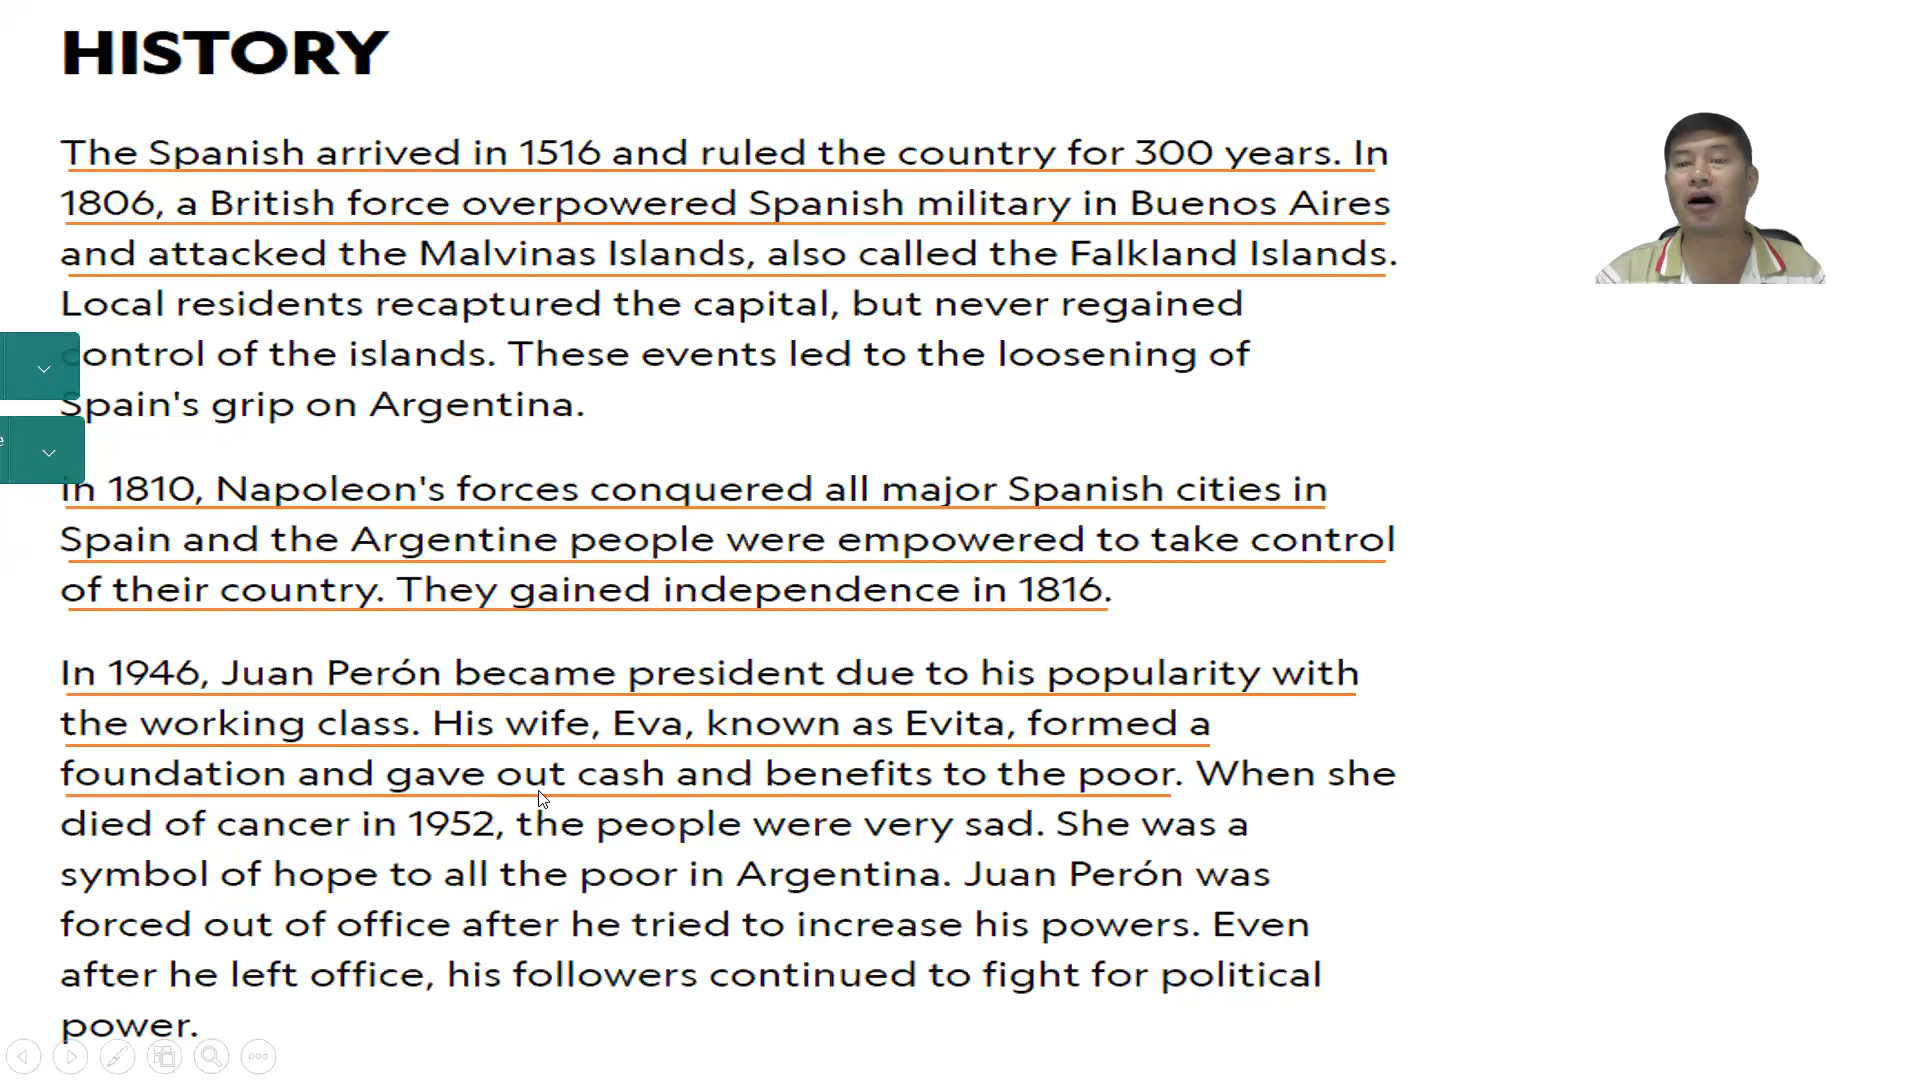 HISTORY
The Spanish arrived in 1516 and ruled the country for 300 years. In
1806, a British force overpowered Spanish military in Buenos Aires
and attacked the Malvinas Islands, also called the Falkland Islands.
Local residents recaptured the capital, but never regained
control of the islands. These events led to the loosening of
Spain's grip on Argentina.
e
In 1810, Napoleon's forces conquered all major Spanish cities in
Spain and the Argentine people were empowered to take control
of their country. They gained independence in 1816.
In 1946, Juan Perón became president due to his popularity with
the working class. His wife, Eva, known as Evita, formed a
foundation and gave out cash and benefits to the poor. When she
died of cancer in 1952, the people were very sad. She was a
symbol of hope to all the poor in Argentina. Juan Perón was
forced out of office after he tried to increase his powers. Even
after he left office, his followers continued to fight for political
power.